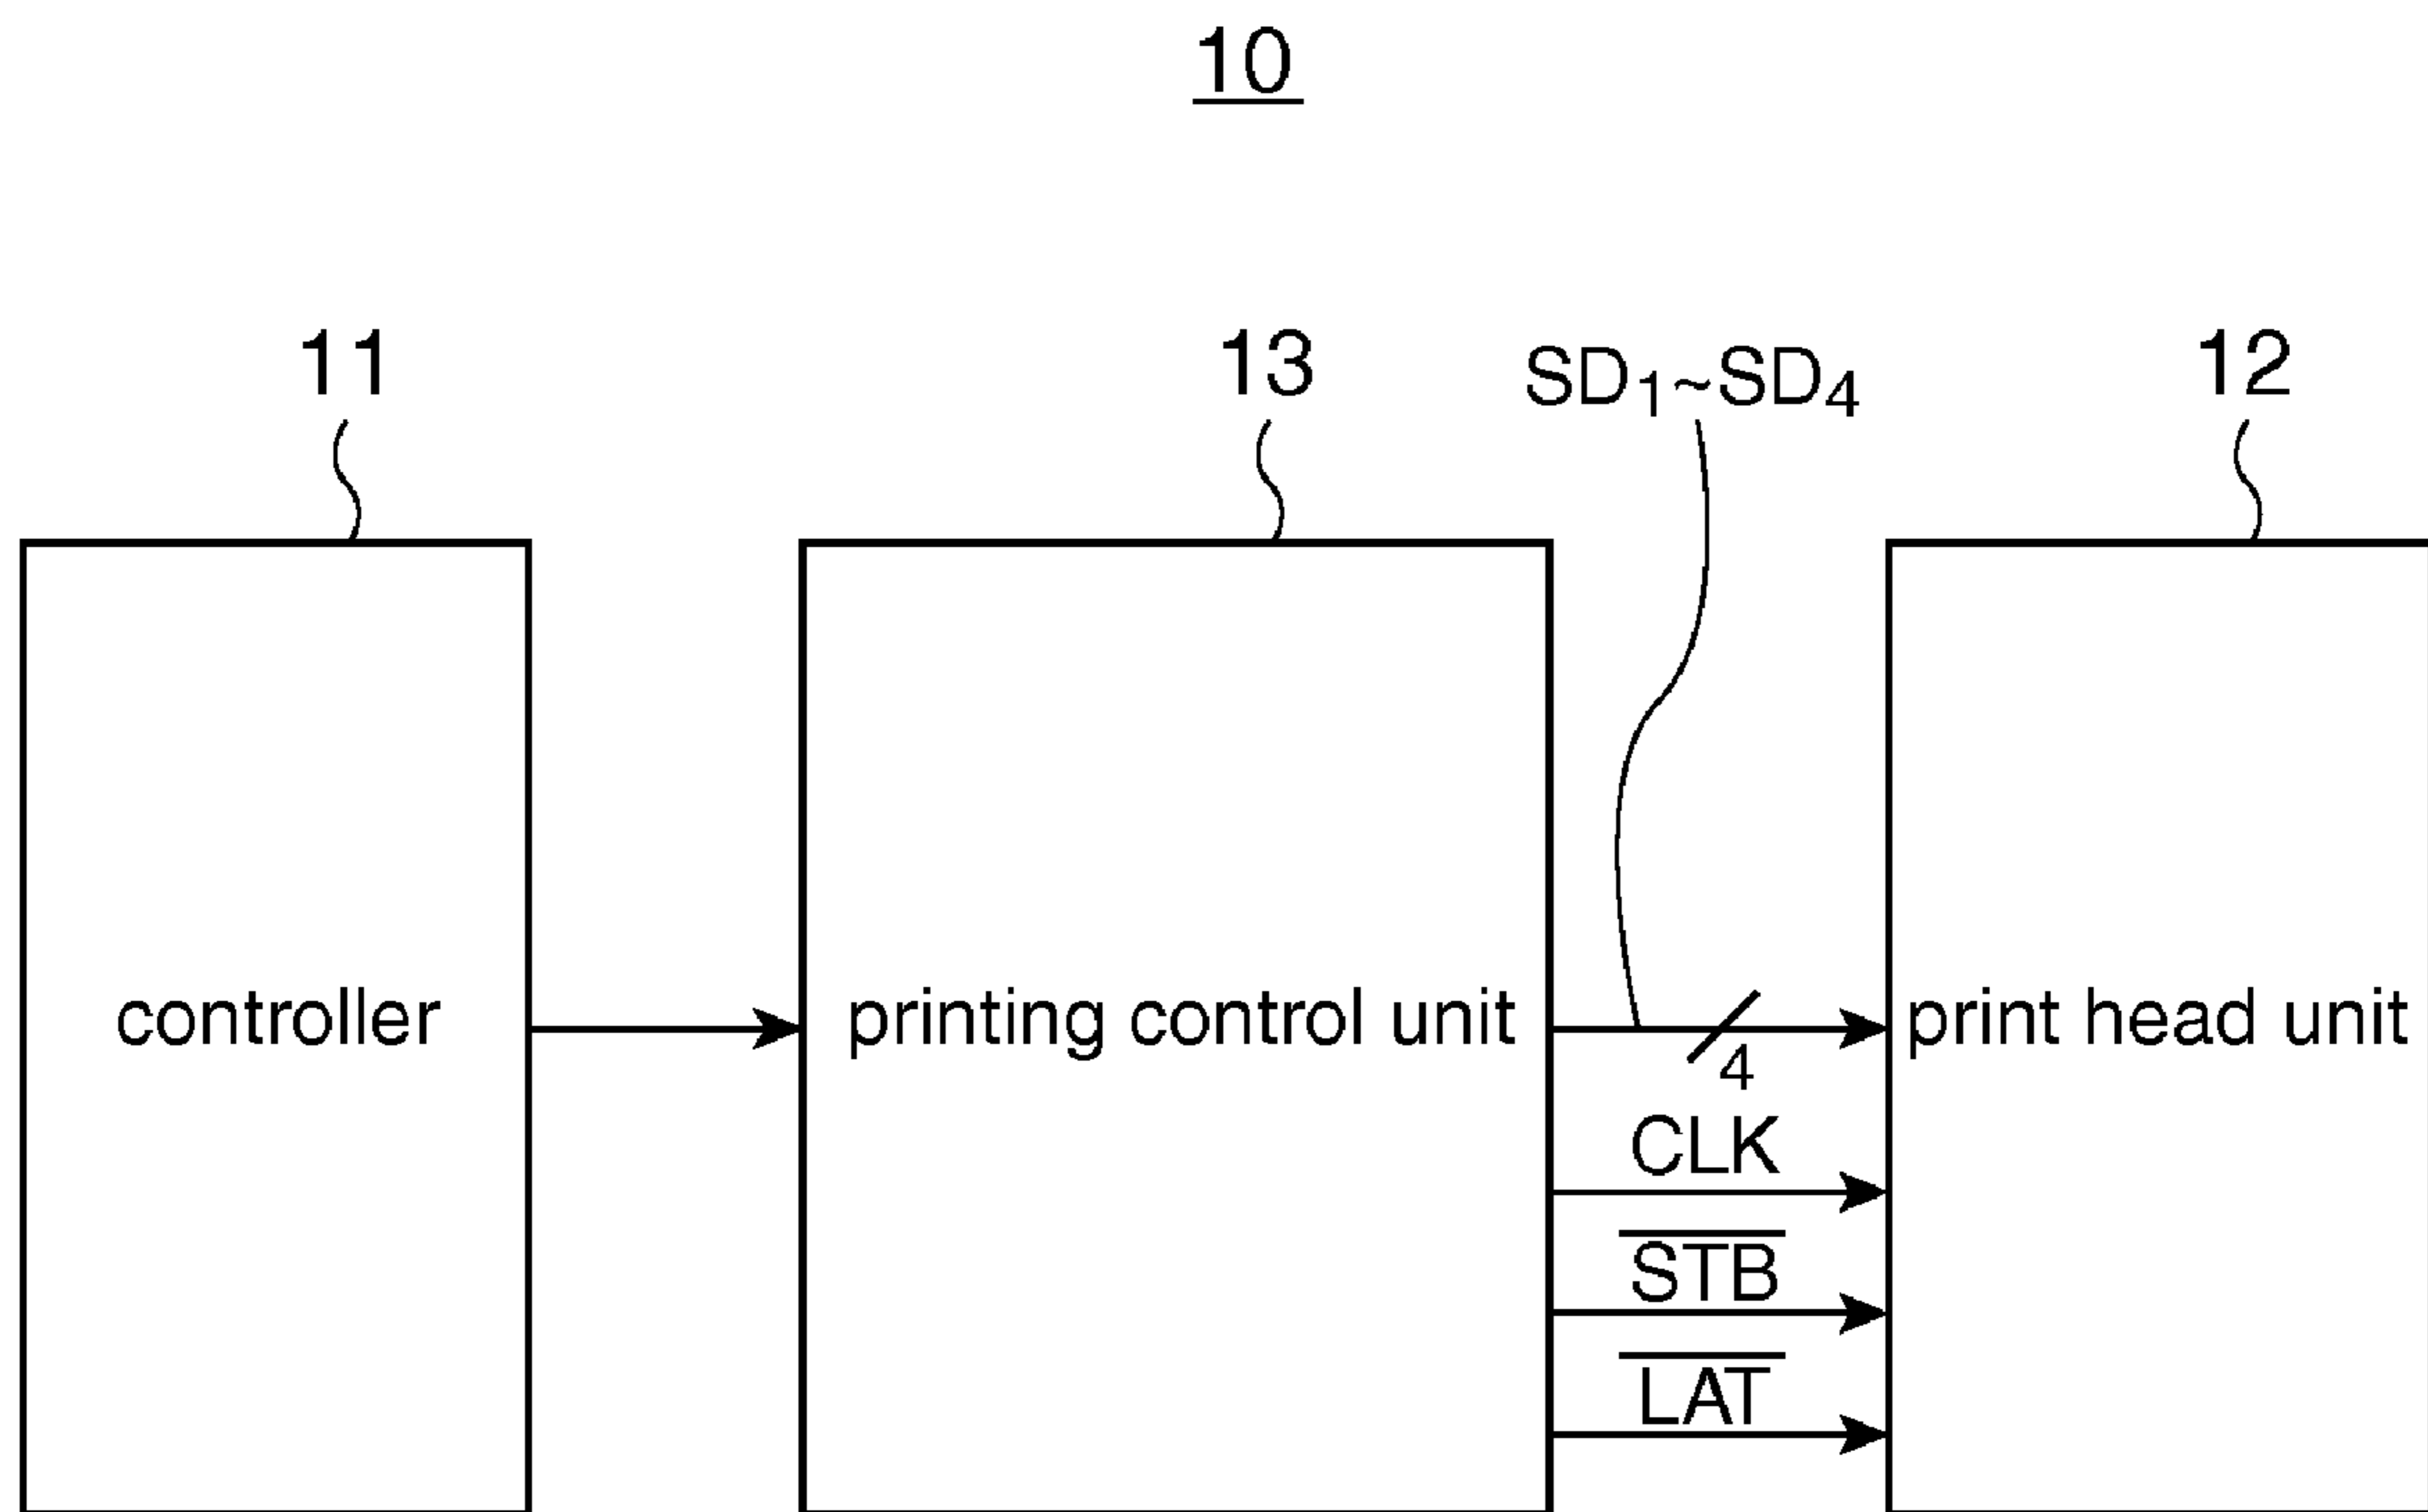 10
11
13
SD1~SD4
12
controller
printing control unit
print head unit
4
CLK
STB
LAT